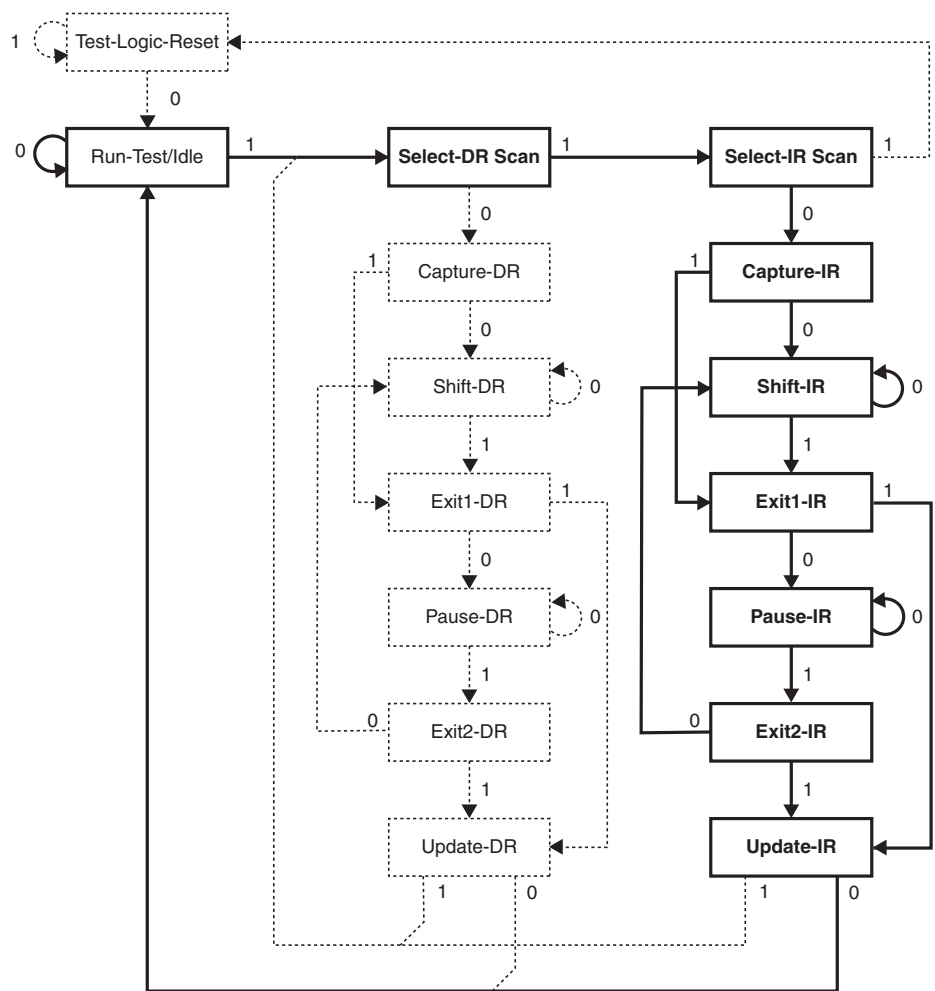 Test-Logic-Reset
1
0
Run-Test/Idle
0
1
Select-DR Scan
1
Select-IR Scan
1
0
0
1
Capture-DR
1
Capture-IR
0
0
Shift-DR
0
Shift-IR
0
1
1
Exit1-DR
1
Exit1-IR
1
0
0
Pause-DR
0
Pause-IR
0
1
1
0
Exit2-DR
0
Exit2-IR
1
1
Update-DR
Update-IR
1
0
1
0